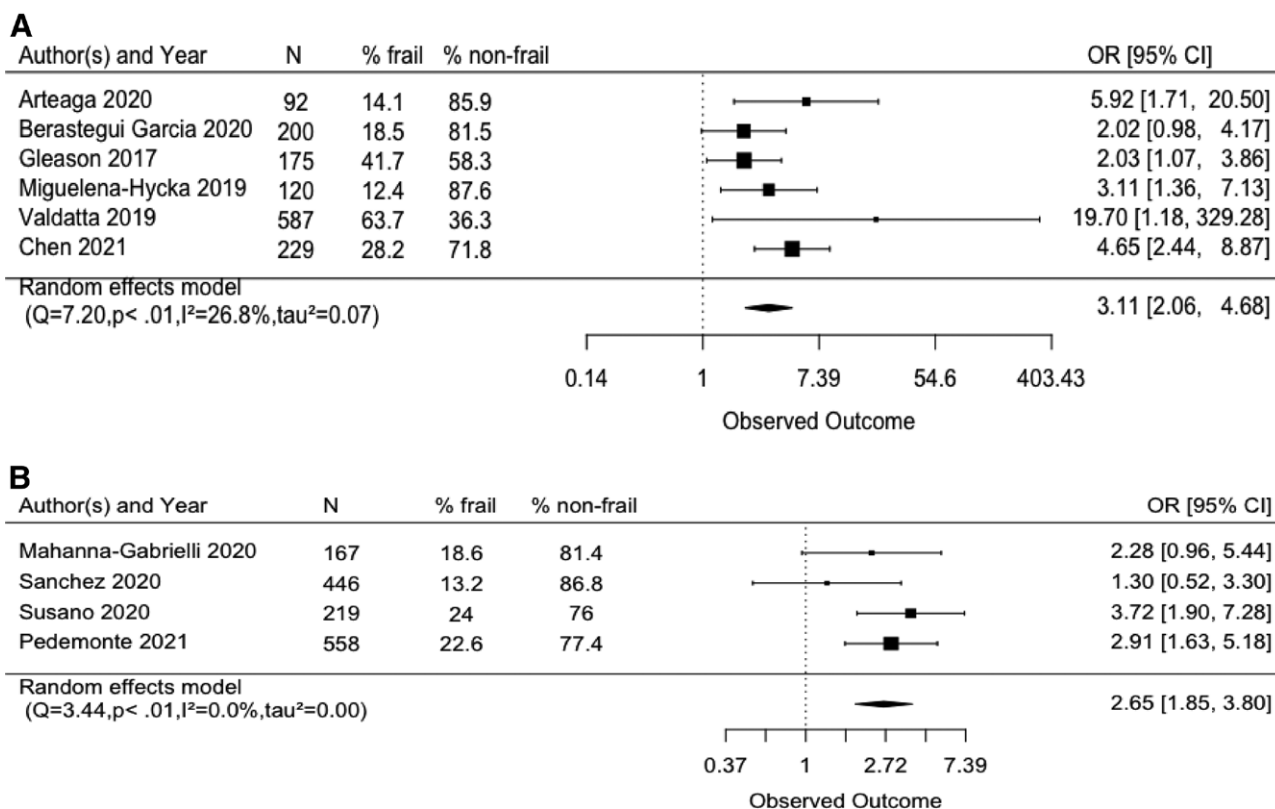 A
Author(s) and Year N % frail % non-frail OR [95% CI]
Arteaga 2020 92 14.1 85.9 5.92 [1.71, 20.50]
Berastegui Garcia 2020 200 18.5 81.5 2.02 [0.98, 4.17]
Gleason 2017 175 41.7 58.3 2.03 [1.07, 3.86]
Miguelena-Hycka 2019 120 12.4 87.6 3.11 [1.36, 7.13]
Valdatta 2019 587 63.7 36.3 19.70 [1.18, 329.28]
Chen 2021 229 28.2 71.8 4.65 [2.44, 8.87]
Random effects model
(Q=7.20,p< .01,I²=26.8%,tau²=0.07) 3.11 [2.06, 4.68]
0.14 1 7.39 54.6 403.43
Observed Outcome
B
Author(s) and Year N % frail % non-frail OR [95% CI]
Mahanna-Gabrielli 2020 167 18.6 81.4 2.28 [0.96, 5.44]
Sanchez 2020 446 13.2 86.8 1.30 [0.52, 3.30]
Susano 2020 219 24 76 3.72 [1.90, 7.28]
Pedemonte 2021 558 22.6 77.4 2.91 [1.63, 5.18]
Random effects model
(Q=3.44,p< .01,I²=0.0%,tau²=0.00) 2.65 [1.85, 3.80]
0.37 1 2.72 7.39
Observed Outcome